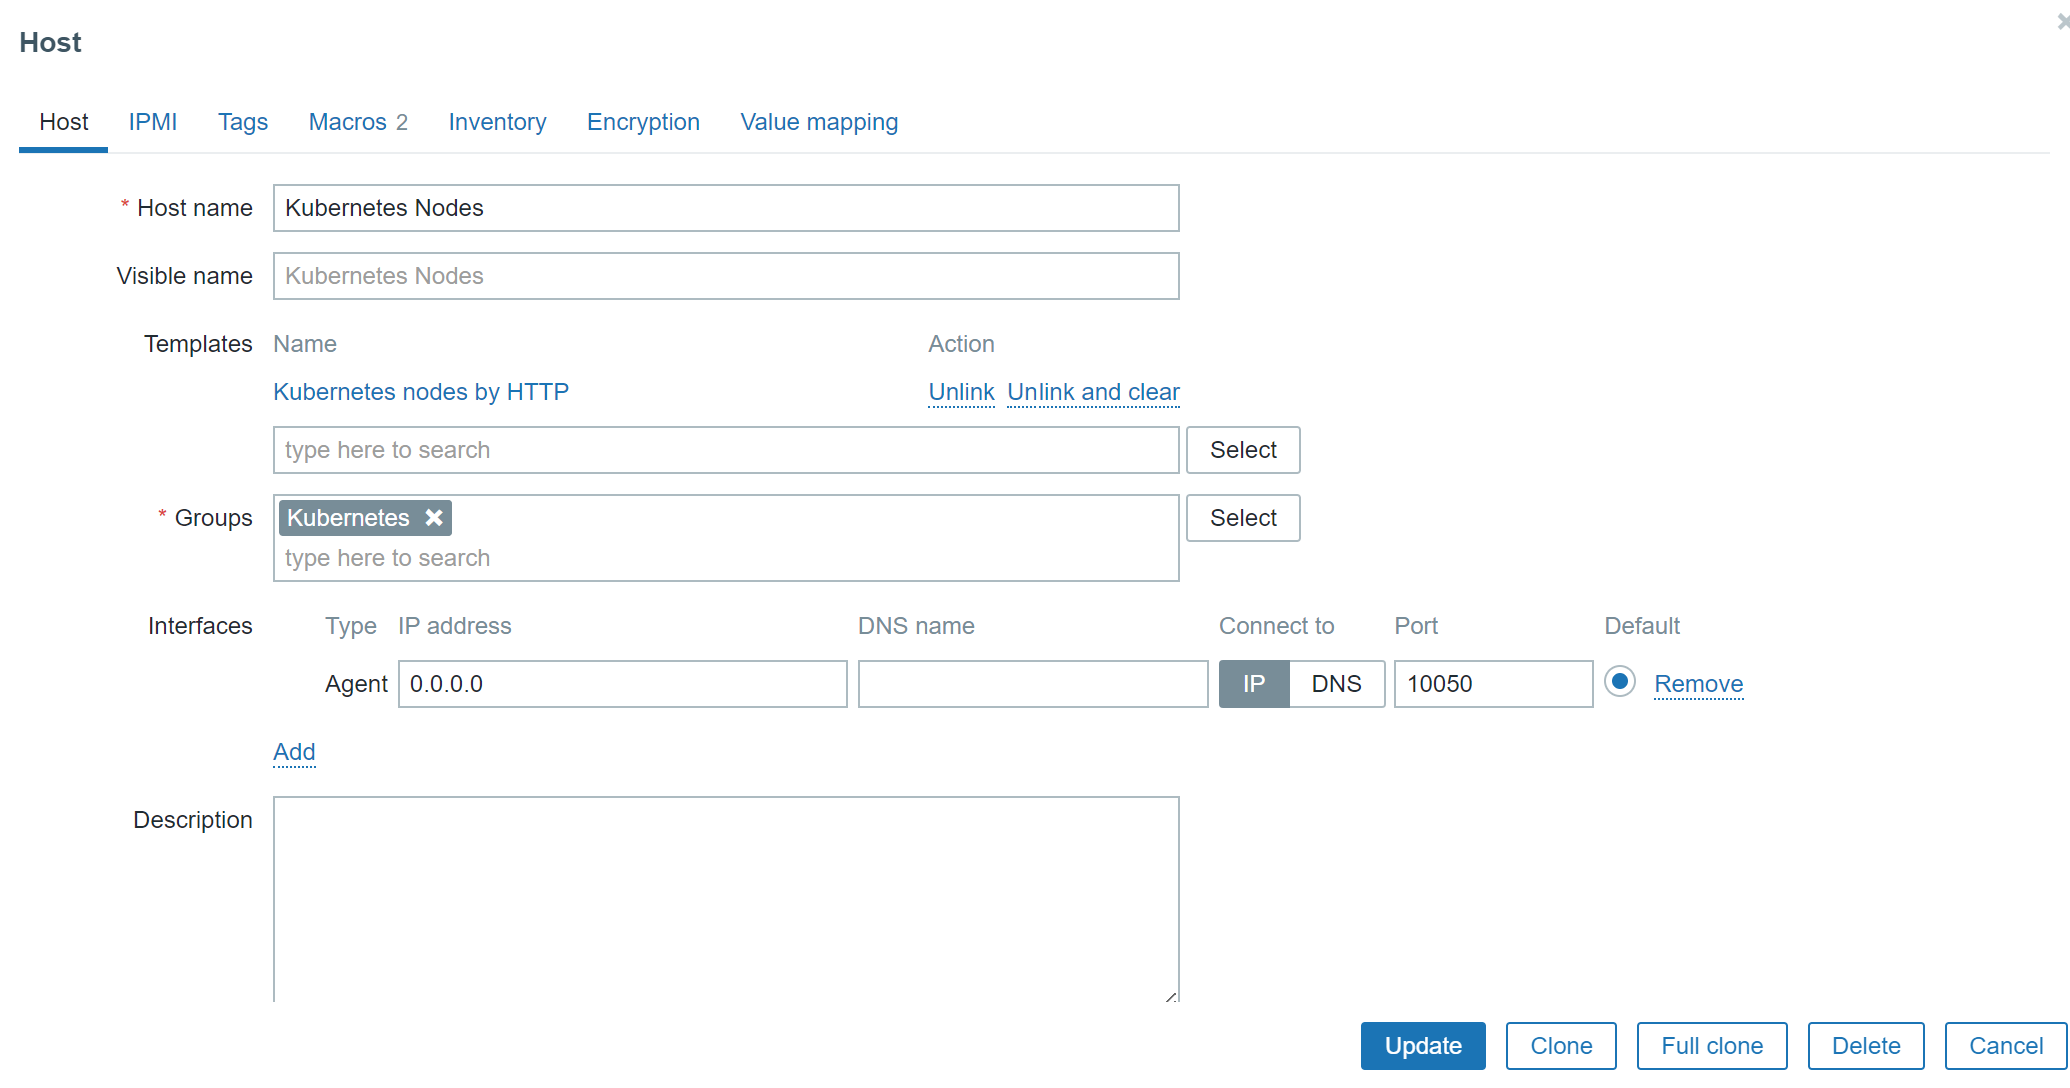 Host
Host IPMI Tags Macros 2 Inventory Encryption Value mapping
* Host name Kubernetes Nodes
Visible name Kubernetes Nodes
Templates Name Action
Kubernetes nodes by HTTP Unlink Unlink and clear
type here to search Select
* Groups Kubernetes Select
type here to search
Interfaces Type IP address DNS name Connect to Port Default
Agent 0.0.0.0 IP DNS 10050 Remove
Add
Description
Update Clone Full clone Delete Cancel